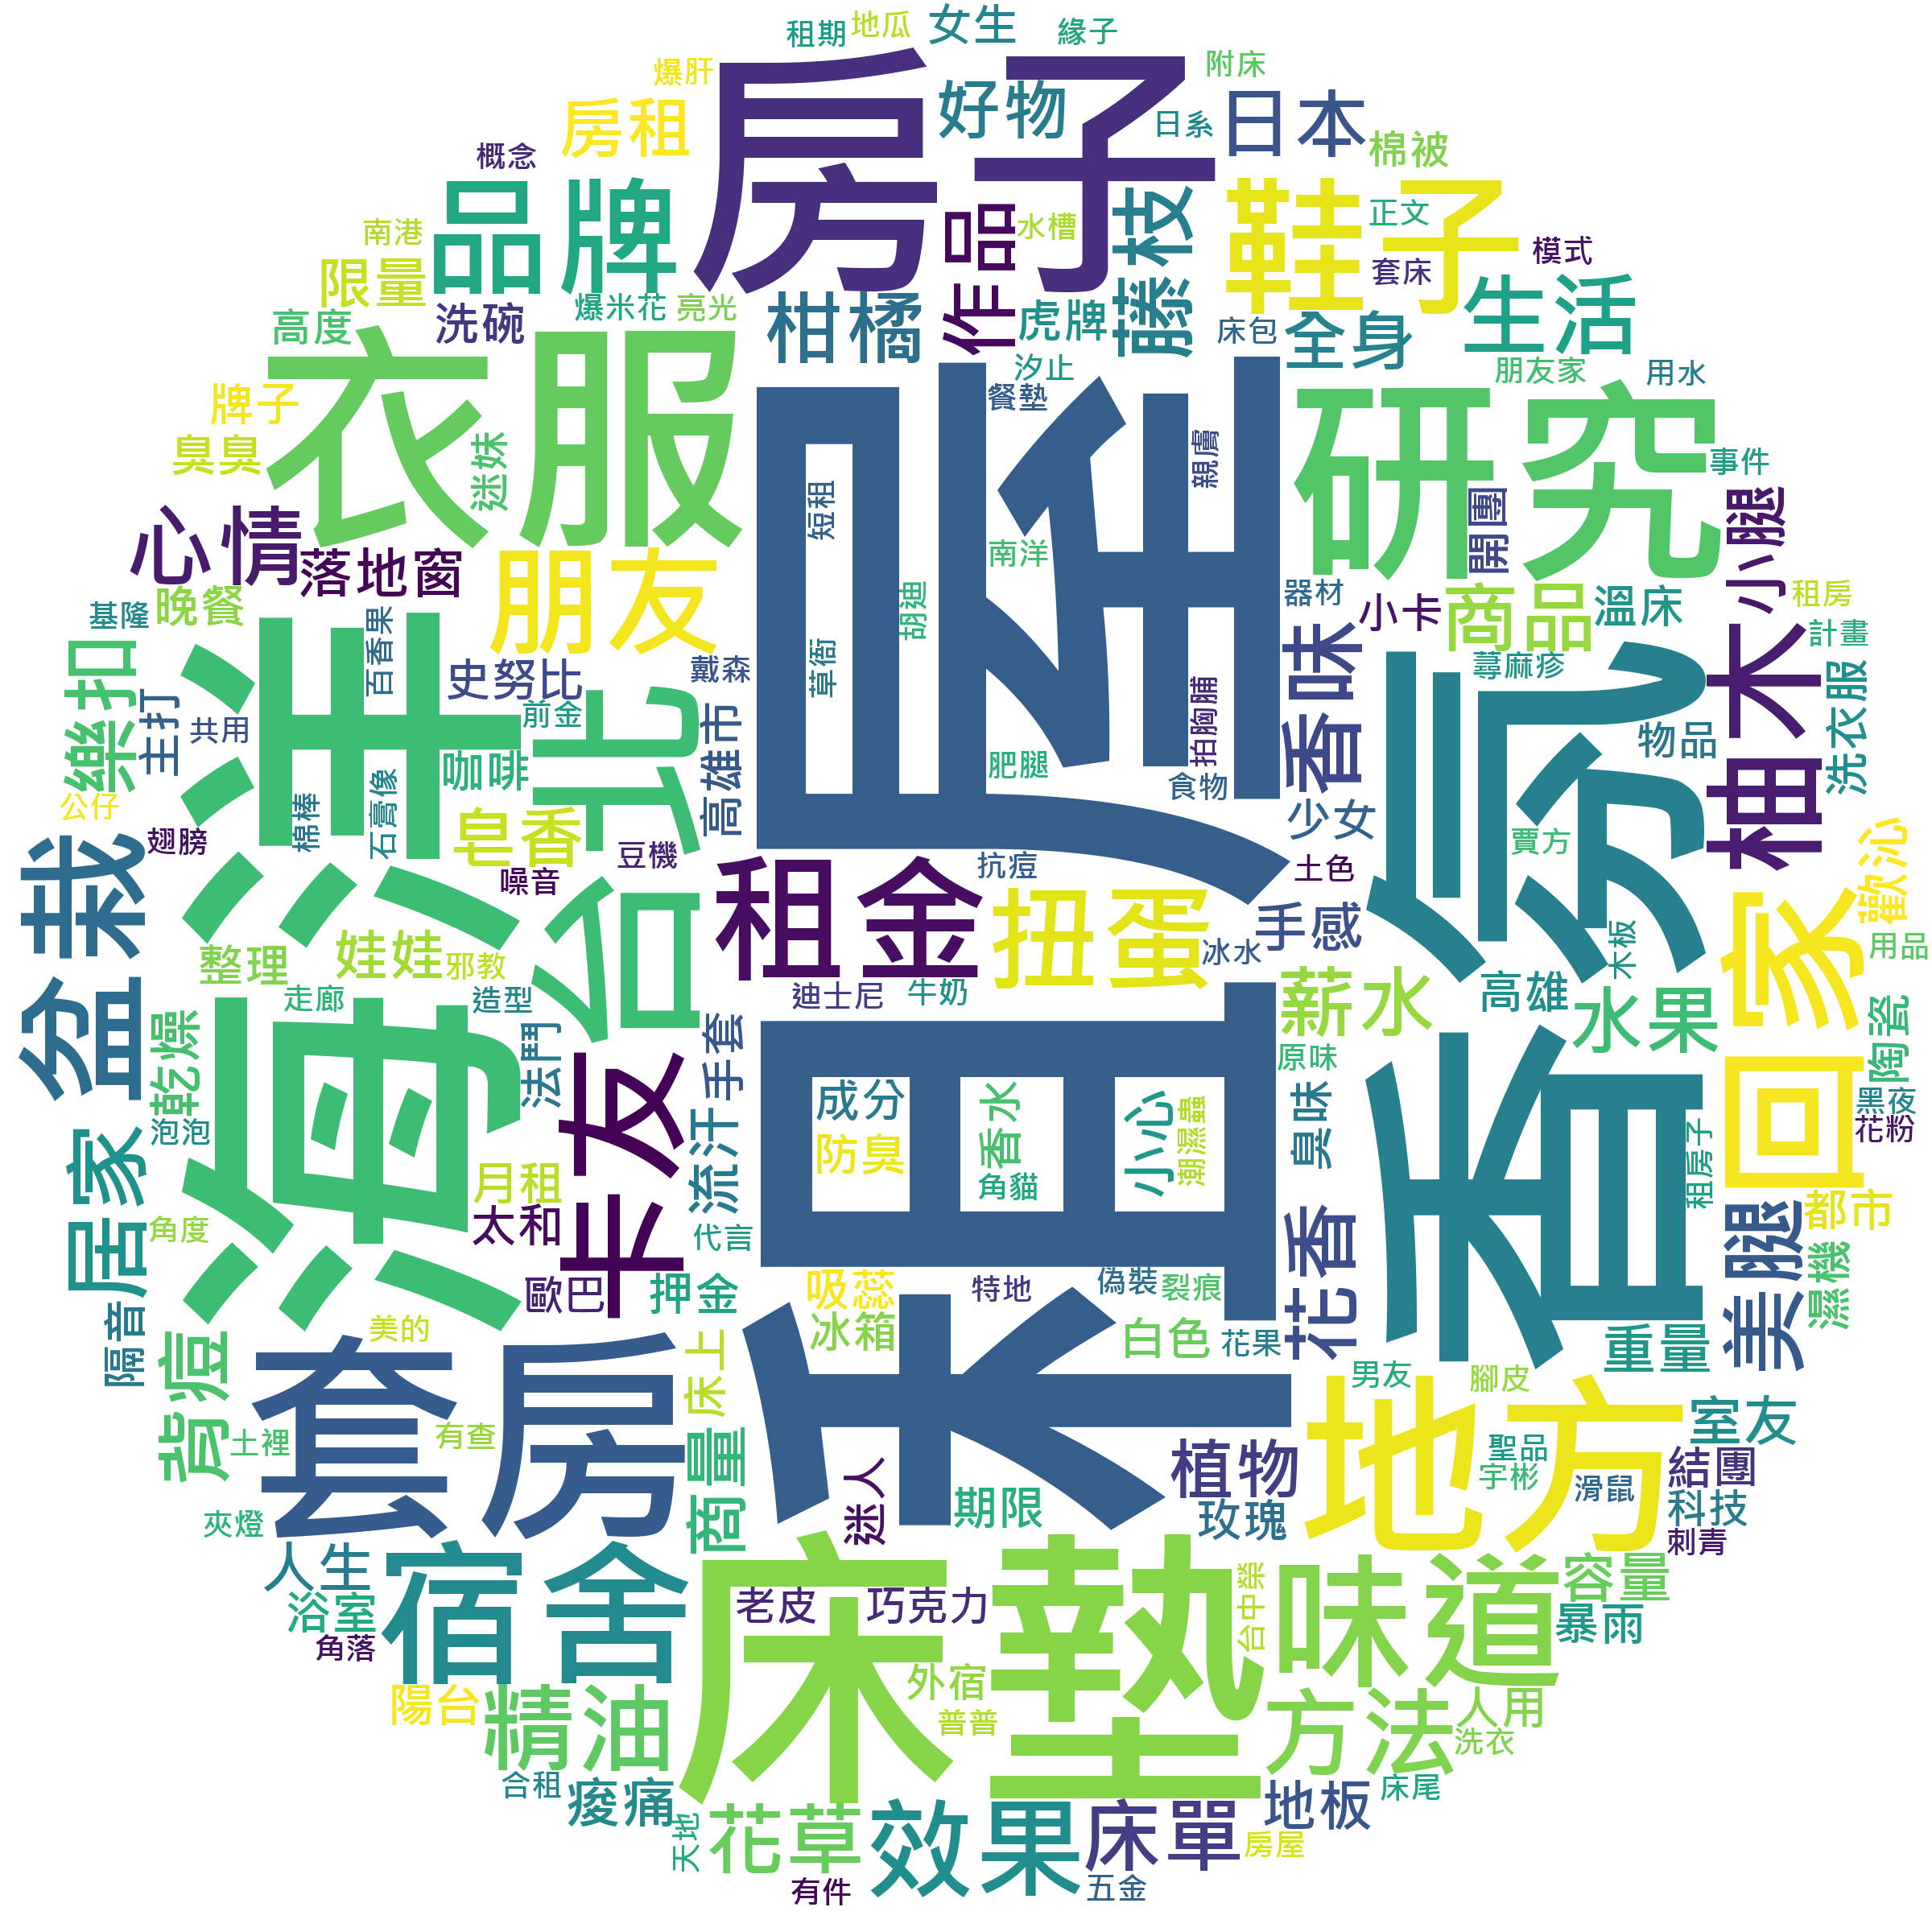 租期
地瓜
女生
緣子
爆肝
附床
房子
房租
好物
日系
日本
棉被
概念
品牌
作品
水槽
藤枝
鞋子
正文
南港
限量
套床
模式
高度
洗碗
爆米花
亮光
柑橘
虎牌
床包
全身
生活
衣服
汐止
餐墊
朋友家
用水
牌子
臭臭
迷妹
租屋
短租
親膚
研究
事件
心情
落地窗
朋友
南洋
開團
小腿
基隆
晚餐
百香果
胡迪
器材
小卡
商品
溫床
租房
計畫
樂扣
主打
共用
海洋
史努比
前金
戴森
草衙
拍胸脯
香味
蕁麻疹
柚木
洗衣服
公仔
翅膀
棉棒
石膏像
咖啡
台北
高雄市
肥腿
食物
少女
物品
皂香
豆機
噪音
租金
抗痘
土色
賈方
香氛
歡沁
盆栽
整理
娃娃
邪教
扭蛋
冰水
手感
木板
回家
用品
走廊
造型
迪士尼
牛奶
薪水
高雄
水果
乾燥
泡泡
法鬥
卡友
手套
流汗
成分
防臭
香水
角貓
小心
潮濕蟲
原味
臭味
陶瓷
黑夜
花粉
居家
角度
月租
太和
代言
花香
租房子
美腿
都市
濕機
隔音
背痘
美的
歐巴
押金
床上
吸蕊
冰箱
特地
偽裝
裂痕
白色
花果
重量
土裡
套房
有查
男友
腳皮
地方
室友
夾燈
商量
迷人
期限
植物
玫瑰
聖品
宇彬
滑鼠
結團
科技
刺青
人生
浴室
角落
宿舍
老皮
巧克力
床墊
台中榮
味道
容量
暴雨
陽台
精油
外宿
普普
方法
人用
洗衣
合租
痠痛
天地
花草
效果
床單
地板
床尾
房屋
有件
五金